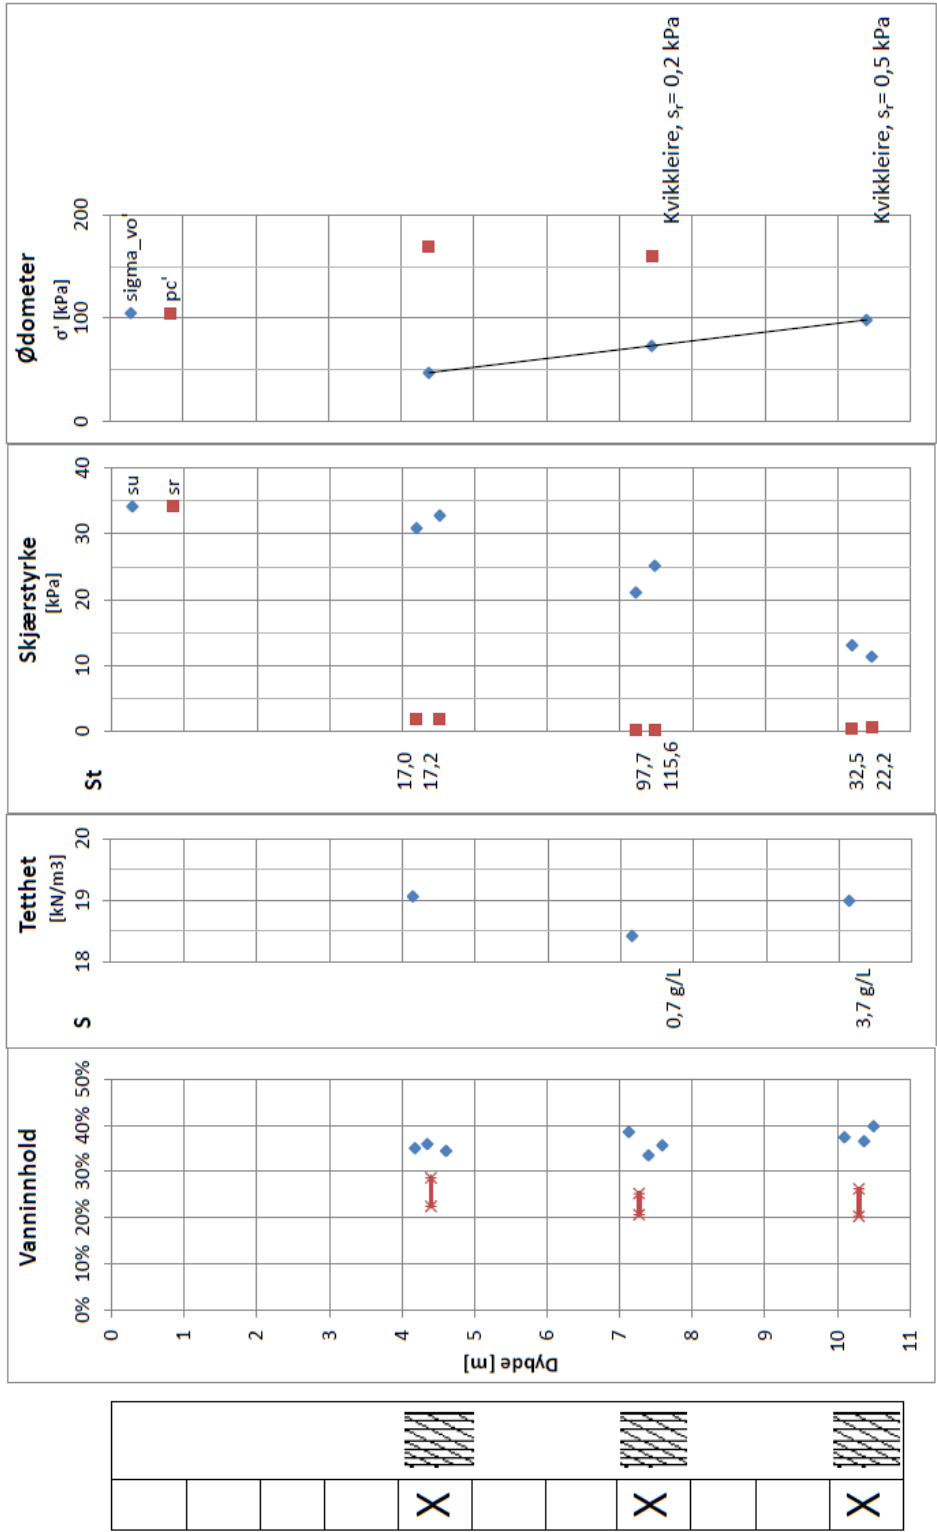 Vanninnhold
0% 10% 20% 30% 40% 50%
Dybde [m]
0
1
2
3
4
5
6
7
8
9
10
11
X
X
X
Tetthet
[kN/m3]
S
18 19 20
0,7 g/L
3,7 g/L
Skjærstyrke
[kPa]
St
0 10 20 30 40
su
sr
17,0
17,2
97,7
115,6
32,5
22,2
Ødometer
σ' [kPa]
0 100 200
sigma_vo'
pc'
Kvikkleire, sᵣ= 0,2 kPa
Kvikkleire, sᵣ= 0,5 kPa